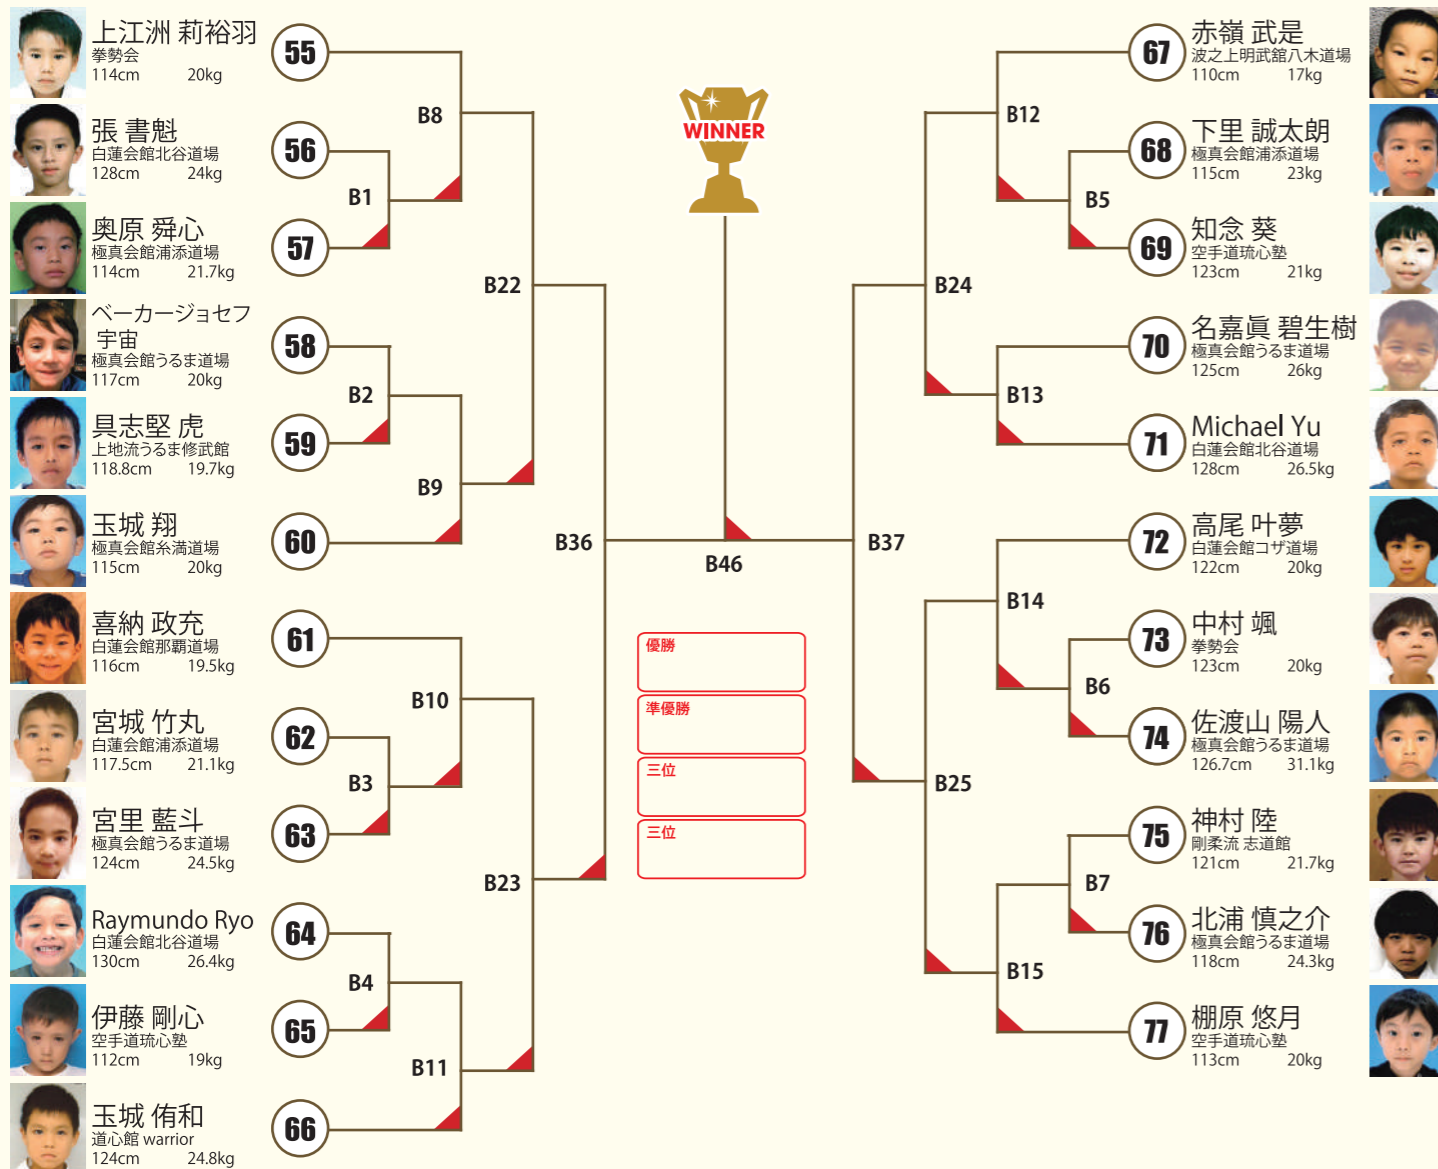 上江洲 莉裕羽
拳勢会
114cm 20kg
55
張 書魁
白蓮会館北谷道場
128cm 24kg
56
奥原 舜心
極真会館浦添道場
114cm 21.7kg
57
ベーカージョセフ
宇宙
極真会館うるま道場
117cm 20kg
58
具志堅 虎
上地流うるま修武館
118.8cm 19.7kg
59
玉城 翔
極真会館糸満道場
115cm 20kg
60
喜納 政充
白蓮会館那覇道場
116cm 19.5kg
61
宮城 竹丸
白蓮会館浦添道場
117.5cm 21.1kg
62
宮里 藍斗
極真会館うるま道場
124cm 24.5kg
63
Raymundo Ryo
白蓮会館北谷道場
130cm 26.4kg
64
伊藤 剛心
空手道琉心塾
112cm 19kg
65
玉城 侑和
道心館 warrior
124cm 24.8kg
66
B8
B1
B22
B2
B9
B36
B10
B3
B23
B4
B11
WINNER
B46
優勝
準優勝
三位
三位
B12
B5
B24
B13
B37
B14
B6
B25
B7
B15
67
赤嶺 武是
波之上明武舘八木道場
110cm 17kg
68
下里 誠太朗
極真会館浦添道場
115cm 23kg
69
知念 葵
空手道琉心塾
123cm 21kg
70
名嘉眞 碧生樹
極真会館うるま道場
125cm 26kg
71
Michael Yu
白蓮会館北谷道場
128cm 26.5kg
72
高尾 叶夢
白蓮会館コザ道場
122cm 20kg
73
中村 颯
拳勢会
123cm 20kg
74
佐渡山 陽人
極真会館うるま道場
126.7cm 31.1kg
75
神村 陸
剛柔流 志道館
121cm 21.7kg
76
北浦 慎之介
極真会館うるま道場
118cm 24.3kg
77
棚原 悠月
空手道琉心塾
113cm 20kg